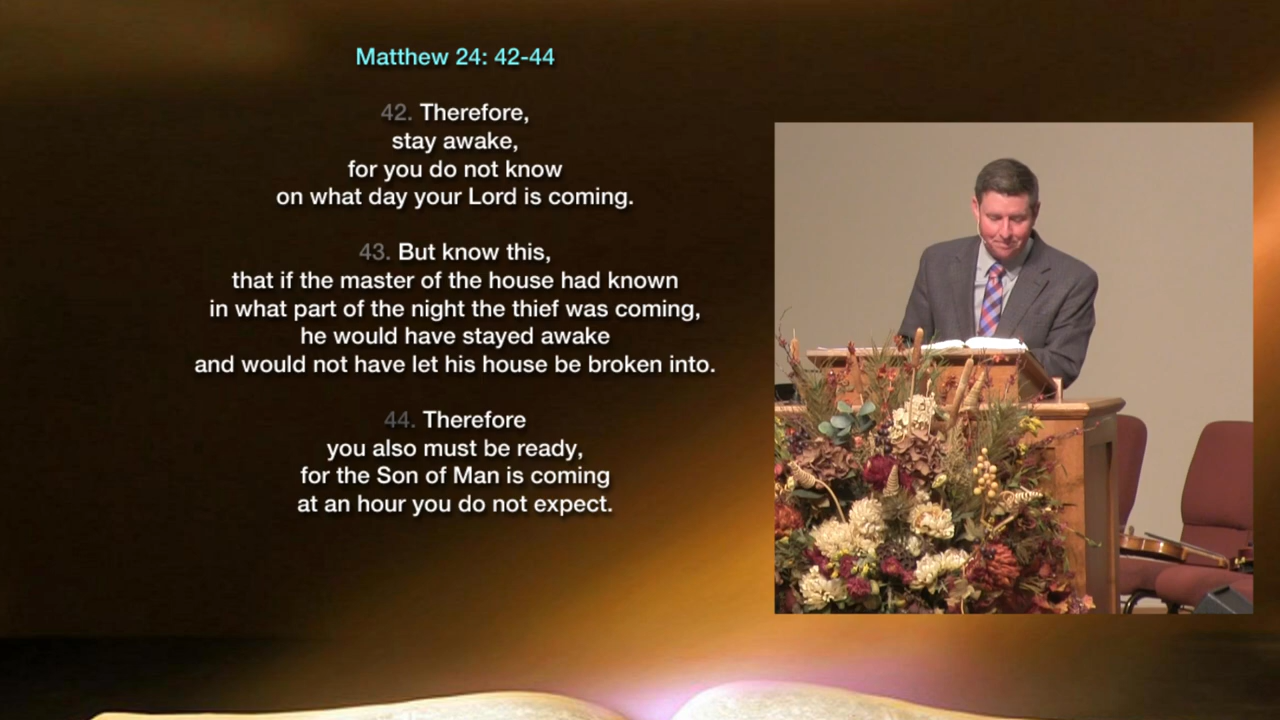 Matthew 24: 42-44
42. Therefore,
stay awake,
for you do not know
on what day your Lord is coming.
43. But know this,
that if the master of the house had known
in what part of the night the thief was coming,
he would have stayed awake
and would not have let his house be broken into.
44. Therefore
you also must be ready,
for the Son of Man is coming
at an hour you do not expect.